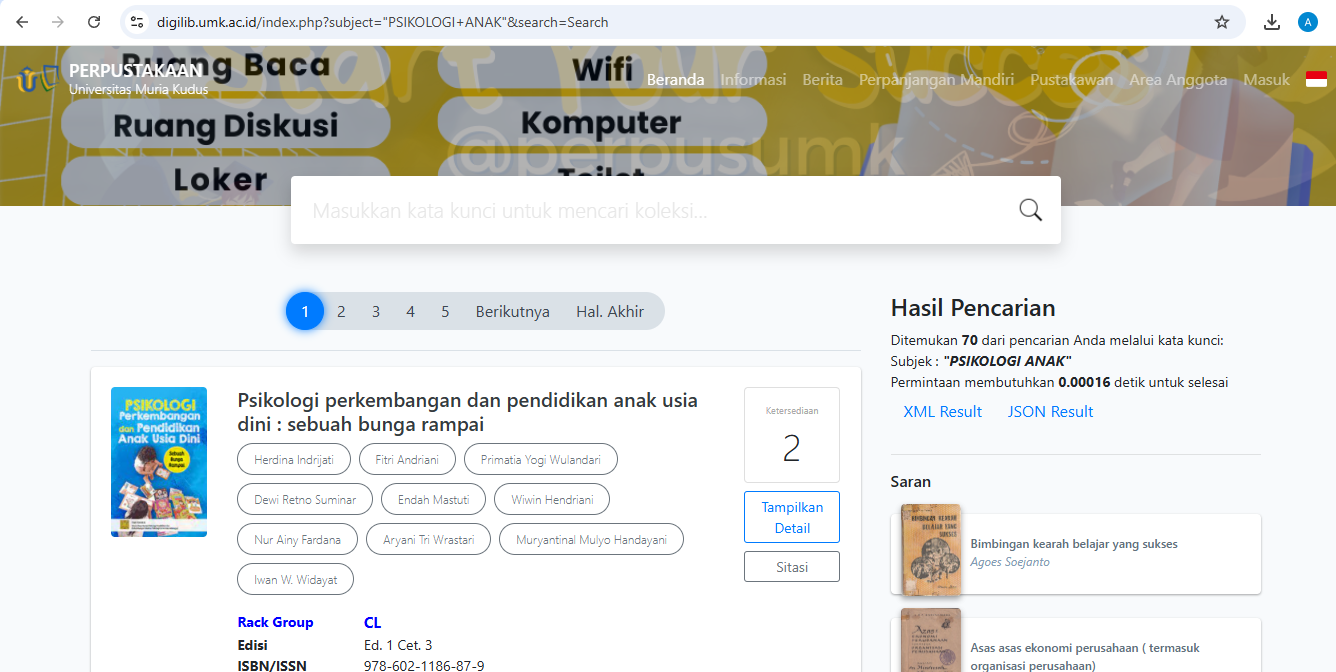 digilib.umk.ac.id/index.php?subject="PSIKOLOGI+ANAK"&search=Search
A
Ruang Baca
Wifi
PERPUSTAKAAN
Universitas Muria Kudus
Beranda Informasi Berita Perpanjangan Mandiri Pustakawan Area Anggota Masuk
Ruang Diskusi
Komputer
@perpusumk
Loker
Toilet
Masukkan kata kunci untuk mencari koleksi...
1 2 3 4 5 Berikutnya Hal. Akhir
PSIKOLOGI
Perkembangan
dan Pendidikan
Anak Usia Dini
Sebuah
Bunga
Rampai
Psikologi perkembangan dan pendidikan anak usia
dini : sebuah bunga rampai
Herdina Indrijati Fitri Andriani Primatia Yogi Wulandari
Dewi Retno Suminar Endah Mastuti Wiwin Hendriani
Nur Ainy Fardana Aryani Tri Wrastari Muryantinal Mulyo Handayani
Iwan W. Widayat
Rack Group CL
Edisi Ed. 1 Cet. 3
ISBN/ISSN 978-602-1186-87-9
Ketersediaan
2
Tampilkan
Detail
Sitasi
Hasil Pencarian
Ditemukan 70 dari pencarian Anda melalui kata kunci:
Subjek : "PSIKOLOGI ANAK"
Permintaan membutuhkan 0.00016 detik untuk selesai
XML Result JSON Result
Saran
BIMBINGAN KEARAH
BELAJAR YANG
SUKSES
Bimbingan kearah belajar yang sukses
Agoes Soejanto
Asas asas ekonomi perusahaan ( termasuk
organisasi perusahaan)